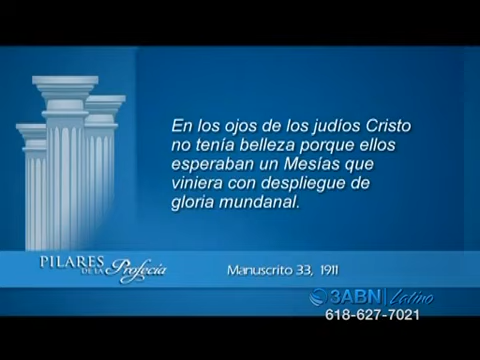 En los ojos de los judíos Cristo
no tenía belleza porque ellos
esperaban un Mesías que
viniera con despliegue de
gloria mundanal.
PILARES
DE LA Profecía
Manuscrito 33, 1911
3ABN Latino
618-627-7021